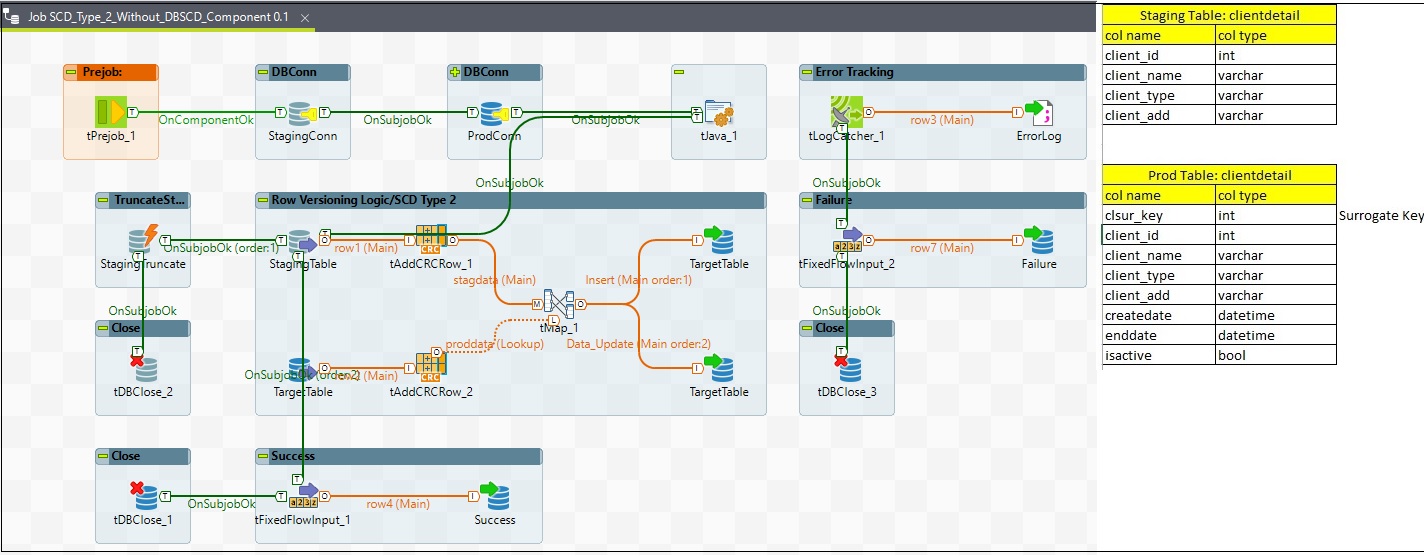 Job SCD_Type_2_Without_DBSCD_Component 0.1
Prejob:
tPrejob_1
OnComponentOk
DBConn
StagingConn
OnSubjobOk
DBConn
ProdConn
OnSubjobOk
tJava_1
Error Tracking
tLogCatcher_1
row3 (Main)
ErrorLog
OnSubjobOk
OnSubjobOk
TruncateSt...
StagingTruncate
OnSubjobOk (order:1)
OnSubjobOk
Row Versioning Logic/SCD Type 2
StagingTable
row1 (Main)
tAddCRCRow_1
CRC
stagdata (Main)
Insert (Main order:1)
TargetTable
tMap_1
proddata (Lookup)
Data_Update (Main order:2)
TargetTable
OnSubjobOk (order:2)
row2 (Main)
TargetTable
tAddCRCRow_2
CRC
Failure
tFixedFlowInput_2
row7 (Main)
Failure
OnSubjobOk
Close
tDBClose_2
Close
tDBClose_3
Close
tDBClose_1
OnSubjobOk
Success
tFixedFlowInput_1
row4 (Main)
Success
Staging Table: clientdetail
col name col type
client_id int
client_name varchar
client_type varchar
client_add varchar
Prod Table: clientdetail
col name col type
clsur_key int Surrogate Key
client_id int
client_name varchar
client_type varchar
client_add varchar
createdate datetime
enddate datetime
isactive bool